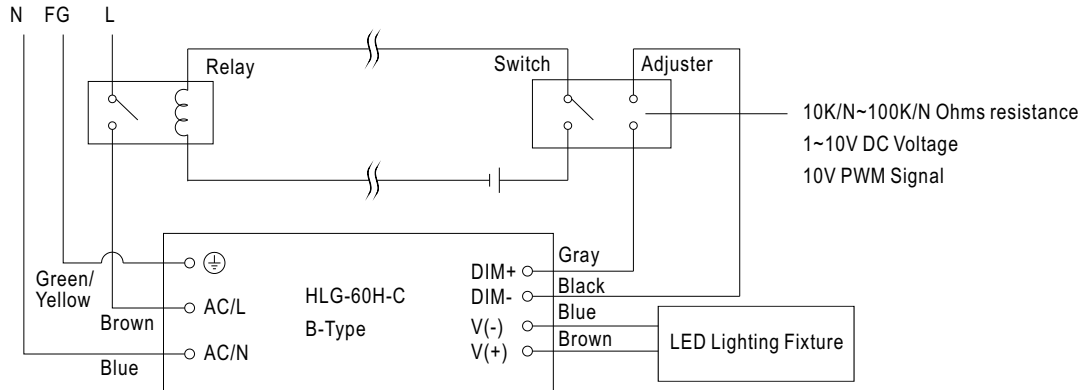 N FG L
Relay
Switch
Adjuster
10K/N~100K/N Ohms resistance
1~10V DC Voltage
10V PWM Signal
Green/
Yellow
Brown
Blue
AC/L
AC/N
HLG-60H-C
B-Type
DIM+
DIM-
V(-)
V(+)
Gray
Black
Blue
Brown
LED Lighting Fixture